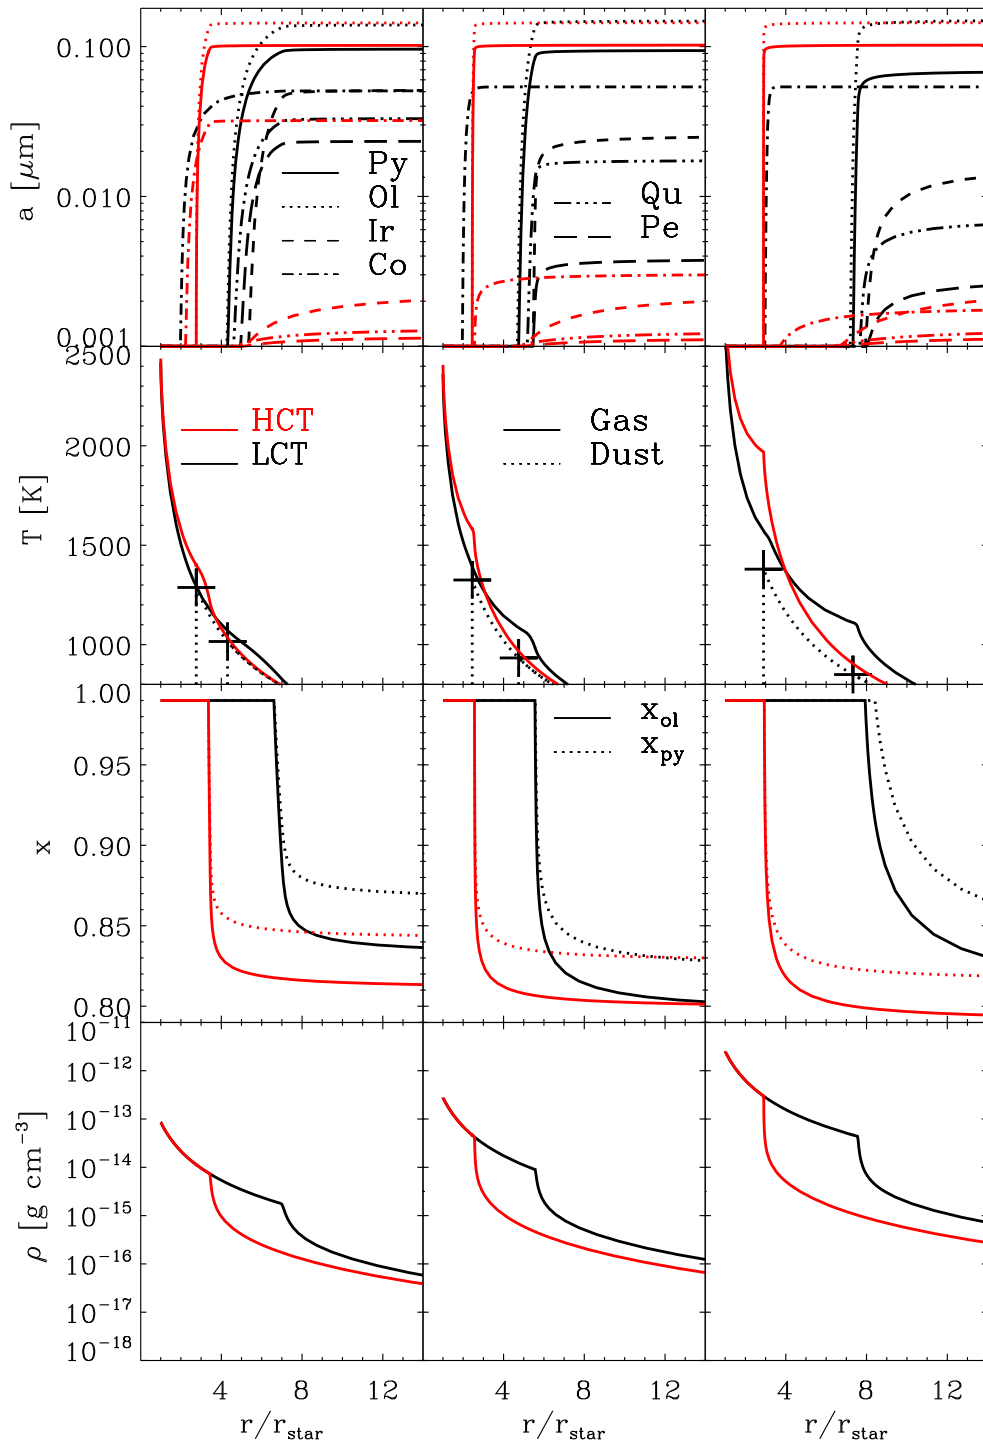 0.100
0.010
0.001
a [μm]
Py
Ol
Ir
Co
Qu
Pe
2500
2000
1500
1000
T [K]
HCT
LCT
Gas
Dust
1.00
0.95
0.90
0.85
0.80
x
x_ol
x_py
10^-11
10^-12
10^-13
10^-14
10^-15
10^-16
10^-17
10^-18
ρ [g cm^-3]
4 8 12 4 8 12 4 8 12
r/r_star r/r_star r/r_star